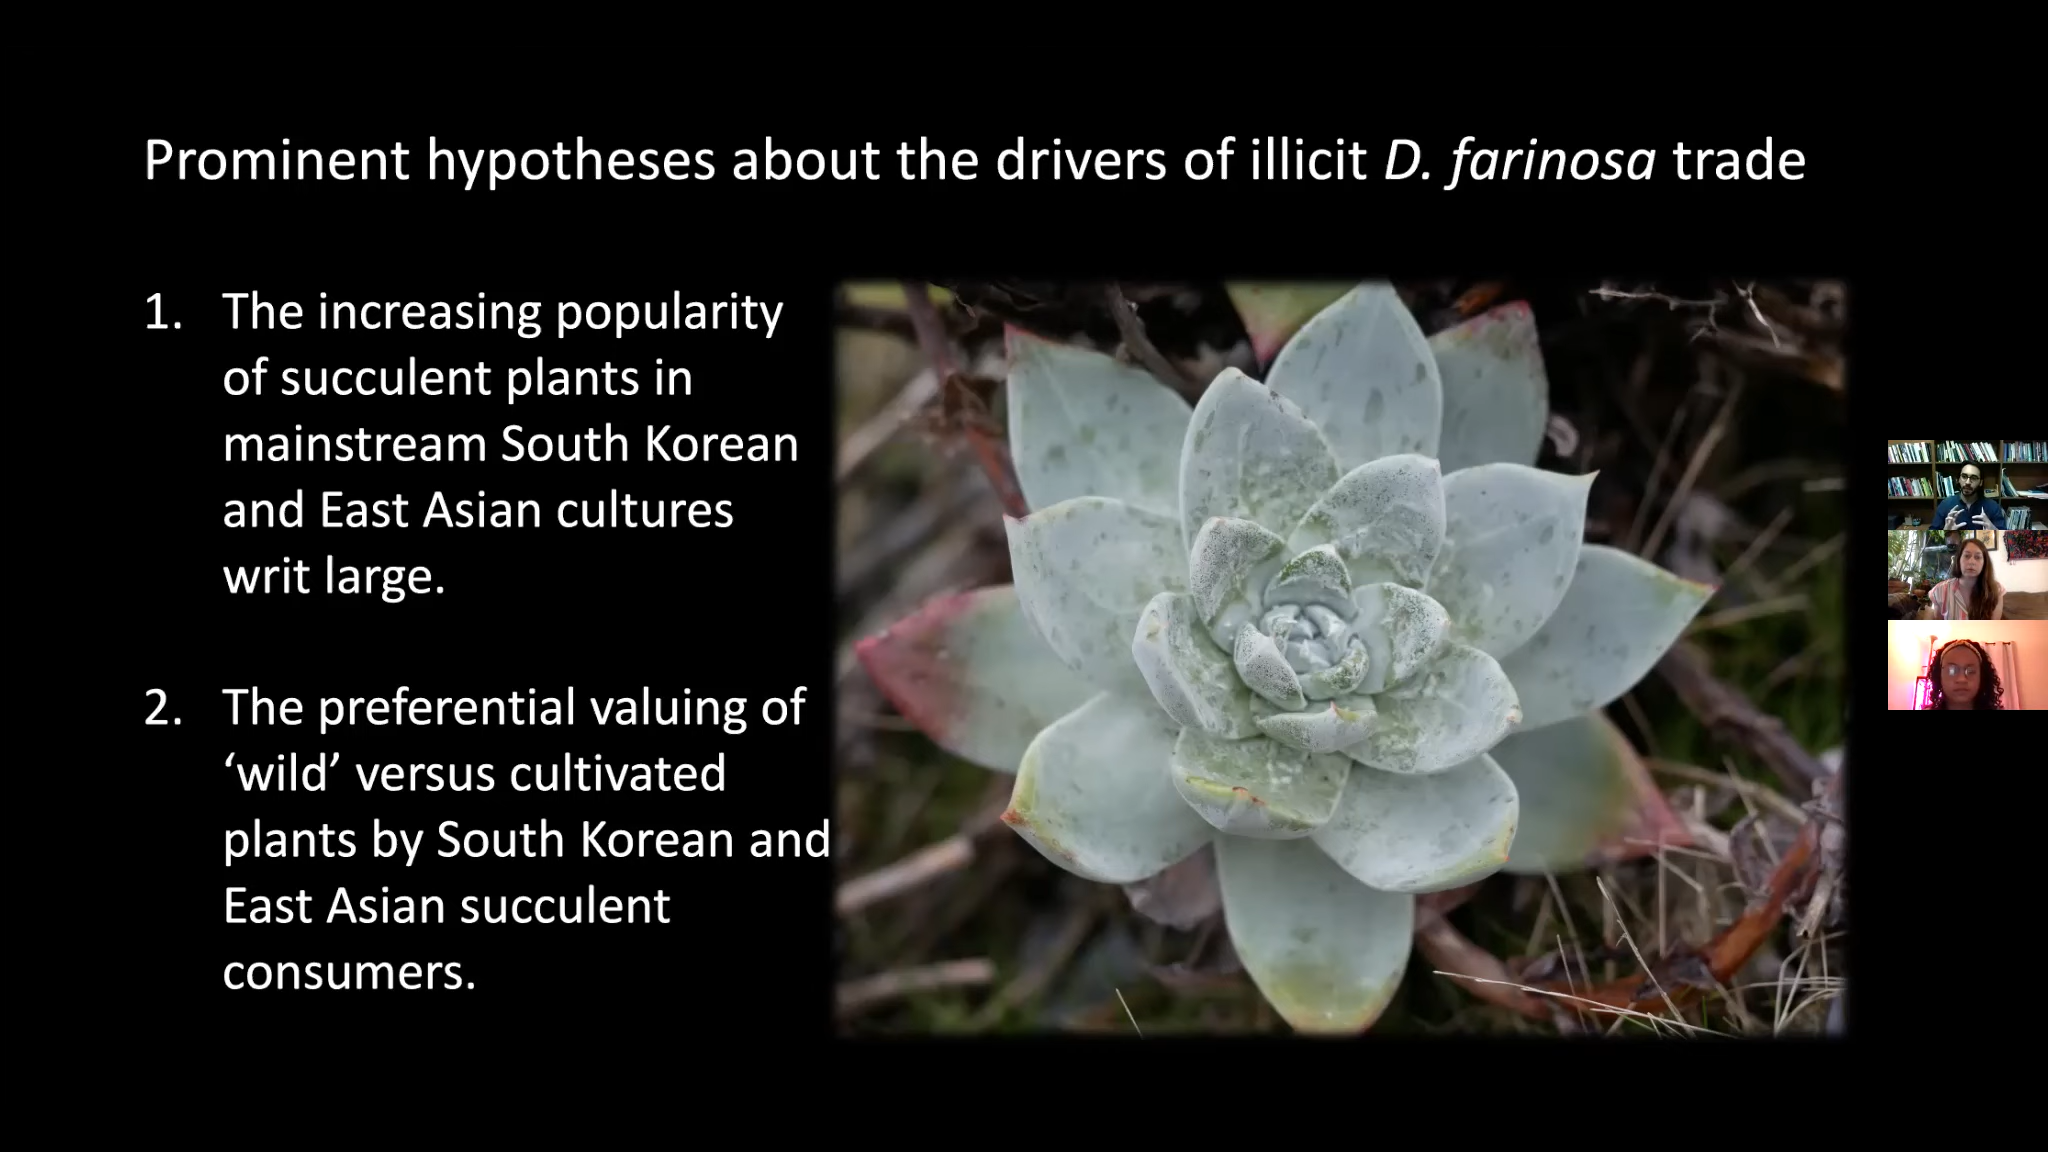 Prominent hypotheses about the drivers of illicit D. farinosa trade
1. The increasing popularity
of succulent plants in
mainstream South Korean
and East Asian cultures
writ large.
2. The preferential valuing of
‘wild’ versus cultivated
plants by South Korean and
East Asian succulent
consumers.